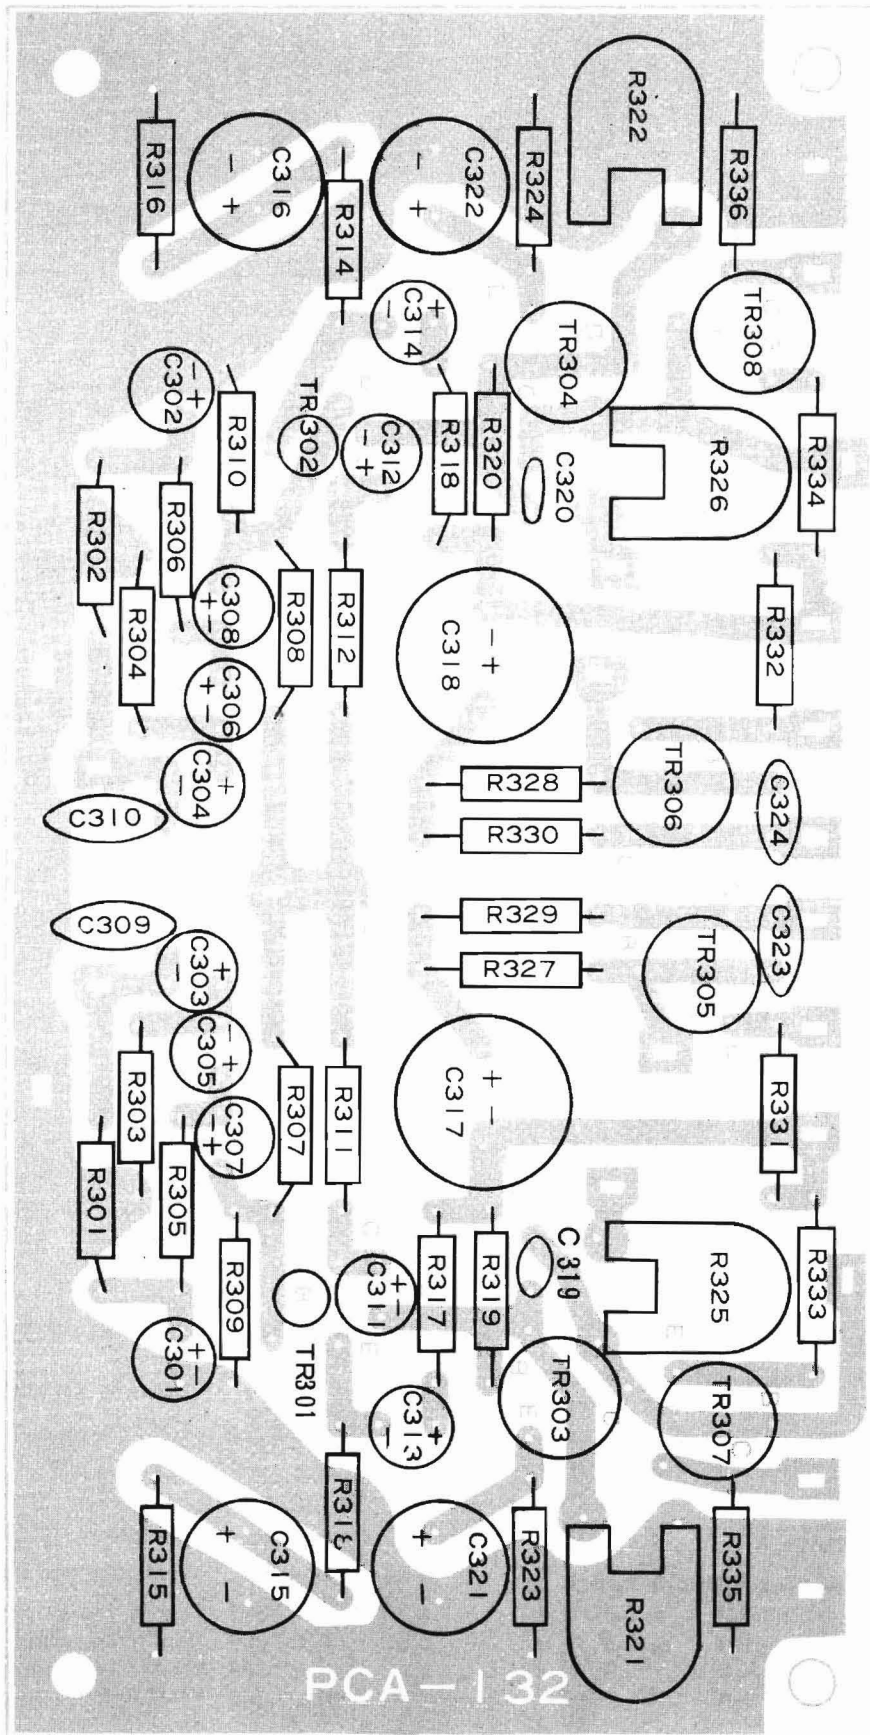 R322
R316
C316
- +
R314
C322
- +
R324
R336
C314
+ -
TR304
TR308
C302
- +
R310
TR302
C312
+
R318
R320
C320
R326
R334
R302
R306
R304
C308
+ -
R308
R312
C318
- +
R332
C306
+ -
C304
+ -
C310
R328
R330
TR306
C324
C309
C303
+ -
R329
R327
TR305
C323
C305
- +
R303
C307
- +
R307
R311
C317
+ -
R331
R301
R305
R309
TR301
C311
+ -
R317
R319
C319
R325
R333
C301
+ -
C313
+ -
TR303
TR307
R315
C315
+ -
R318
C321
+ -
R323
R321
R335
PCA-132